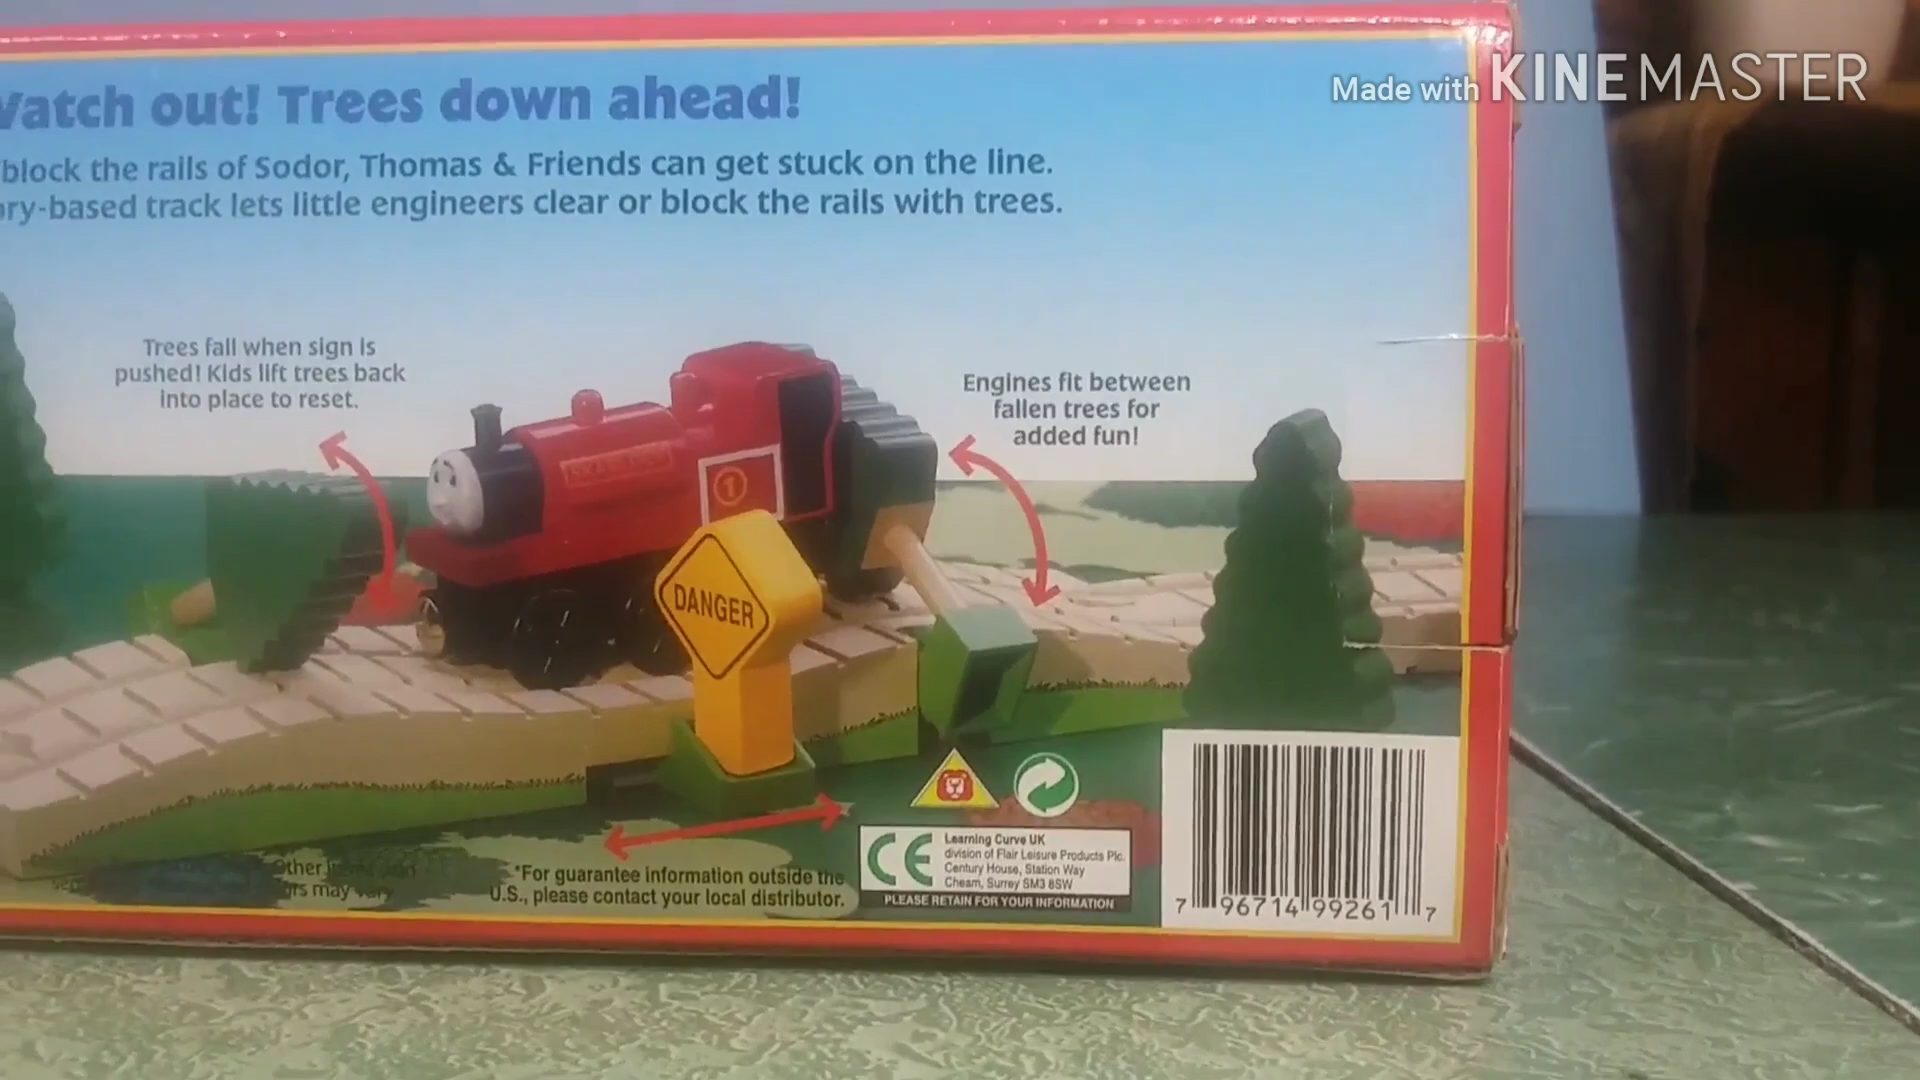 Made with KINEMASTER
Watch out! Trees down ahead!
block the rails of Sodor, Thomas & Friends can get stuck on the line.
ry-based track lets little engineers clear or block the rails with trees.
Trees fall when sign is
pushed! Kids lift trees back
into place to reset.
Engines fit between
fallen trees for
added fun!
SKARLOEY
1
DANGER
Other
may vary
*For guarantee information outside the
U.S., please contact your local distributor.
CE
Learning Curve UK
division of Flair Leisure Products Plc.
Century House, Station Way
Cheam, Surrey SM3 8SW
PLEASE RETAIN FOR YOUR INFORMATION
7 96714 99261 7